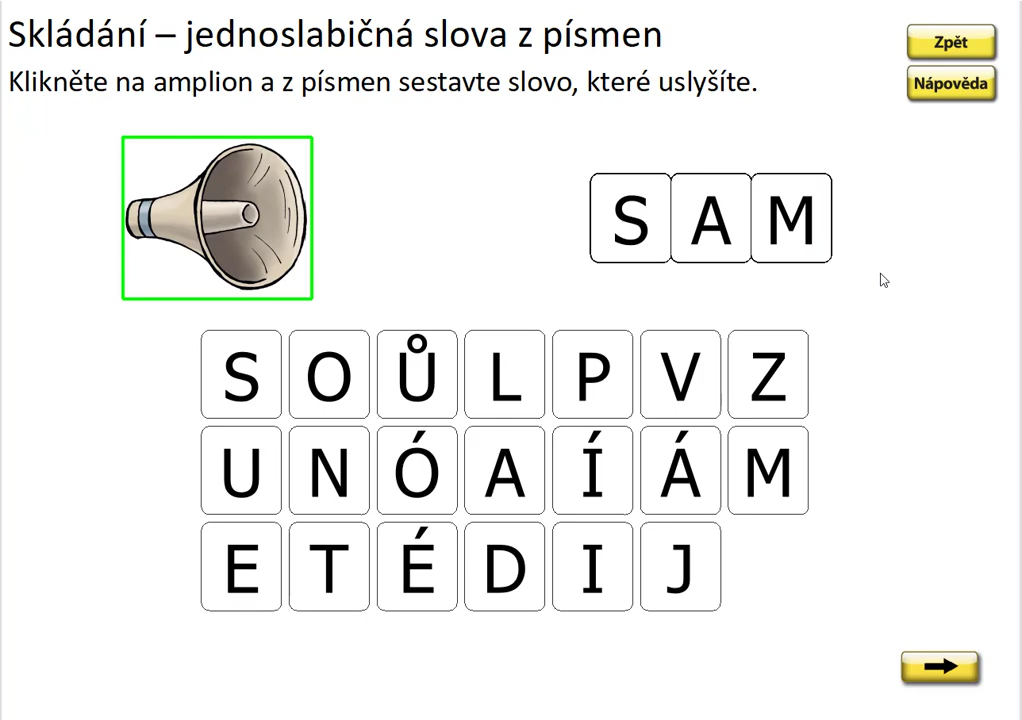 Skládání – jednoslabičná slova z písmen
Klikněte na amplion a z písmen sestavte slovo, které uslyšíte.
Zpět
Nápověda
S A M
S O Ů L P V Z
U N Ó A Í Á M
E T É D I J